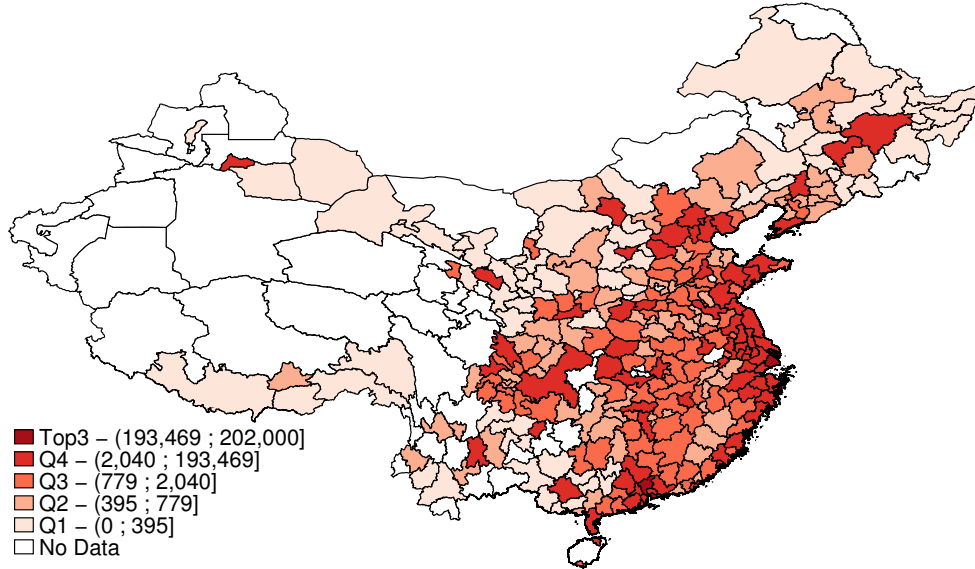 Top3 – (193,469 ; 202,000]
Q4 – (2,040 ; 193,469]
Q3 – (779 ; 2,040]
Q2 – (395 ; 779]
Q1 – (0 ; 395]
No Data